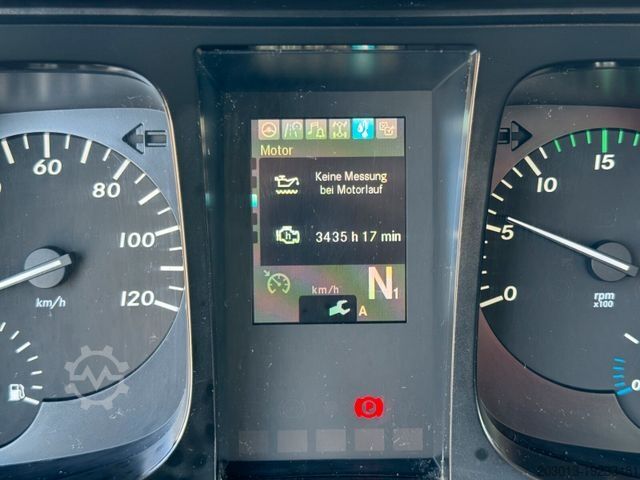 Motor
Keine Messung
bei Motorlauf
3435 h 17 min
km/h
N1
A
60
80
100
120
km/h
P
0
5
10
15
rpm
x100
0